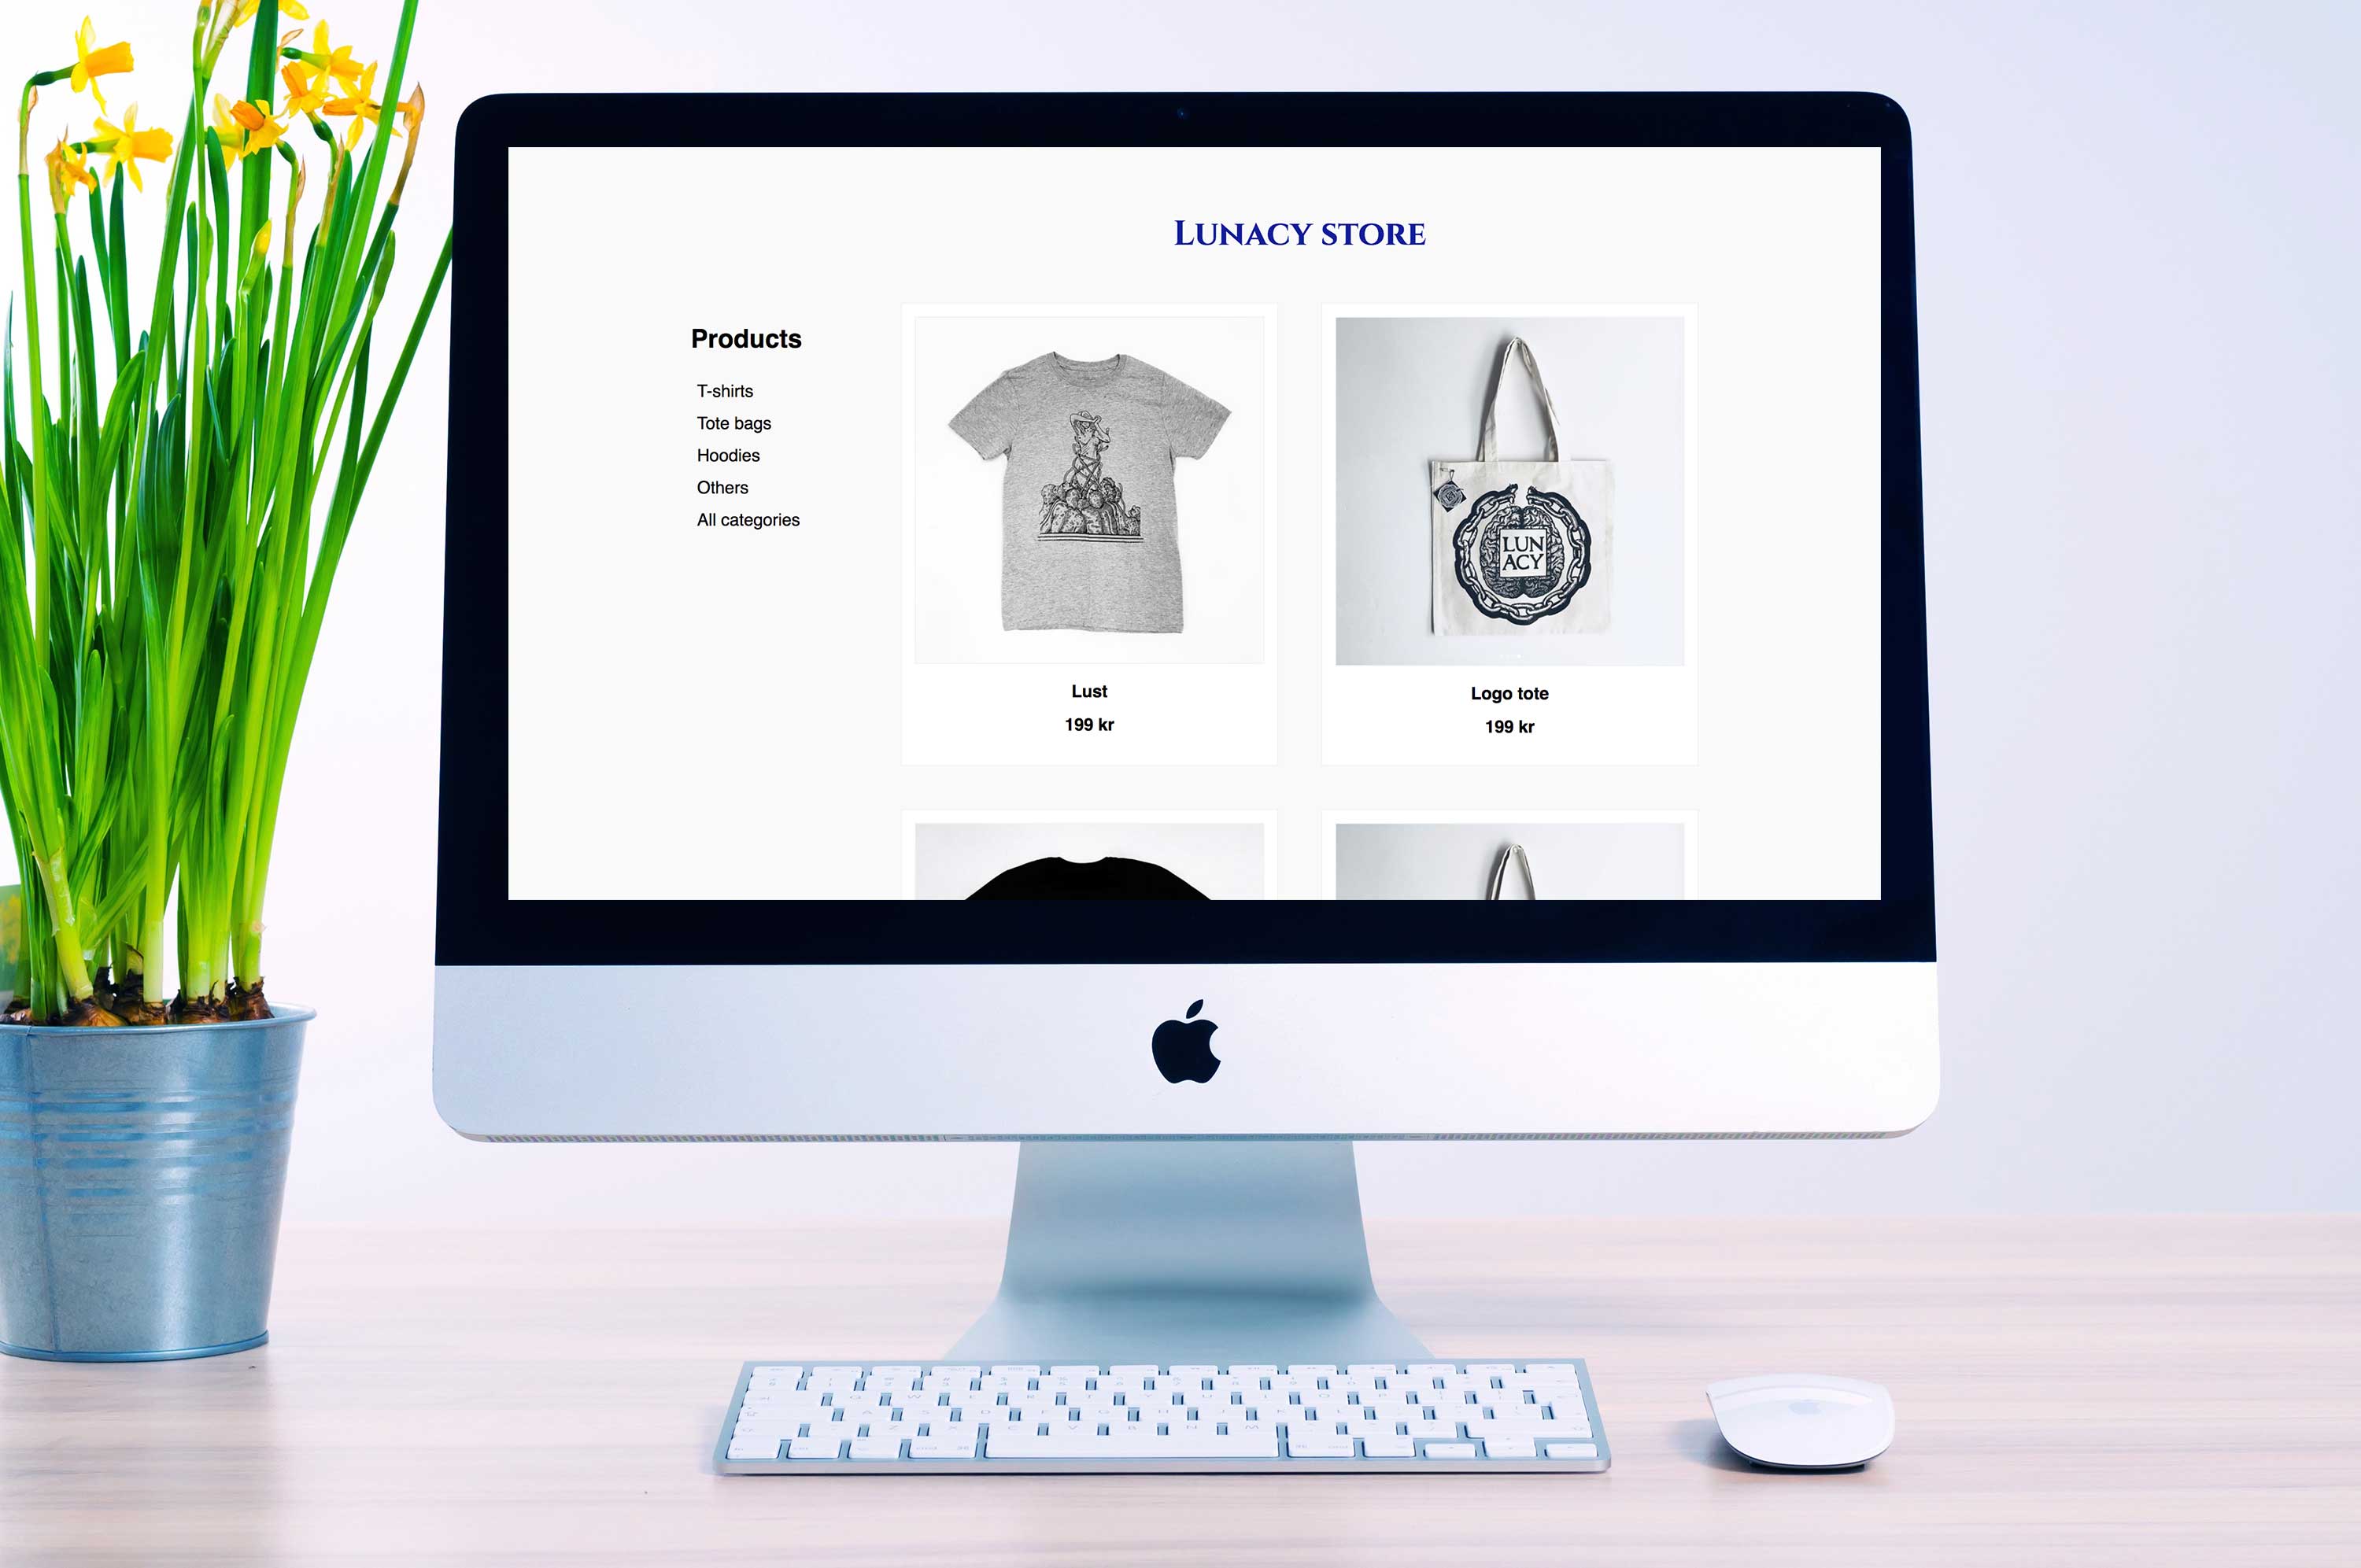 Lunacy store
Products
T-shirts
Tote bags
Hoodies
Others
All categories
LUN
ACY
Lust
199 kr
Logo tote
199 kr